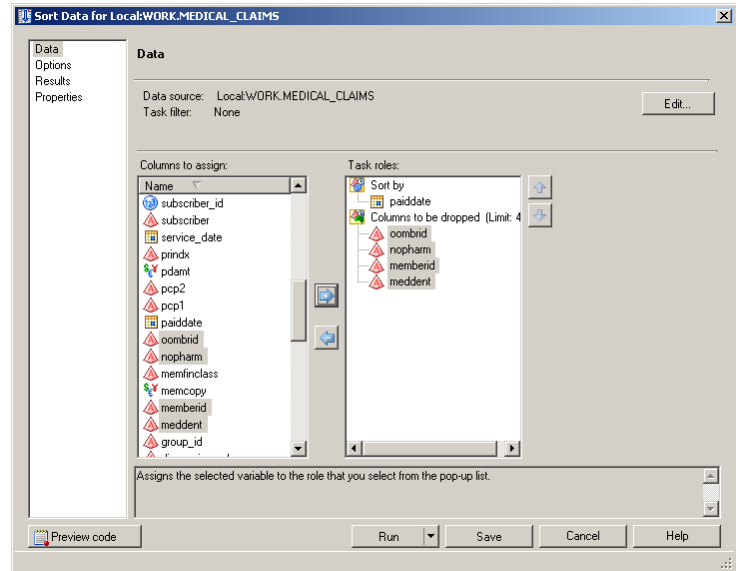 Sort Data for Local:WORK.MEDICAL_CLAIMS
Data
Options
Results
Properties
Data
Data source: Local:WORK.MEDICAL_CLAIMS
Task filter: None
Edit...
Columns to assign:
Name
subscriber_id
subscriber
service_date
prindx
pdamt
pcp2
pcp1
paiddate
oombrid
nopharm
memfinclass
memcopy
memberid
meddent
group_id
Task roles:
Sort by
paiddate
Columns to be dropped (Limit: 4
oombrid
nopharm
memberid
meddent
Assigns the selected variable to the role that you select from the pop-up list.
Preview code
Run
Save
Cancel
Help